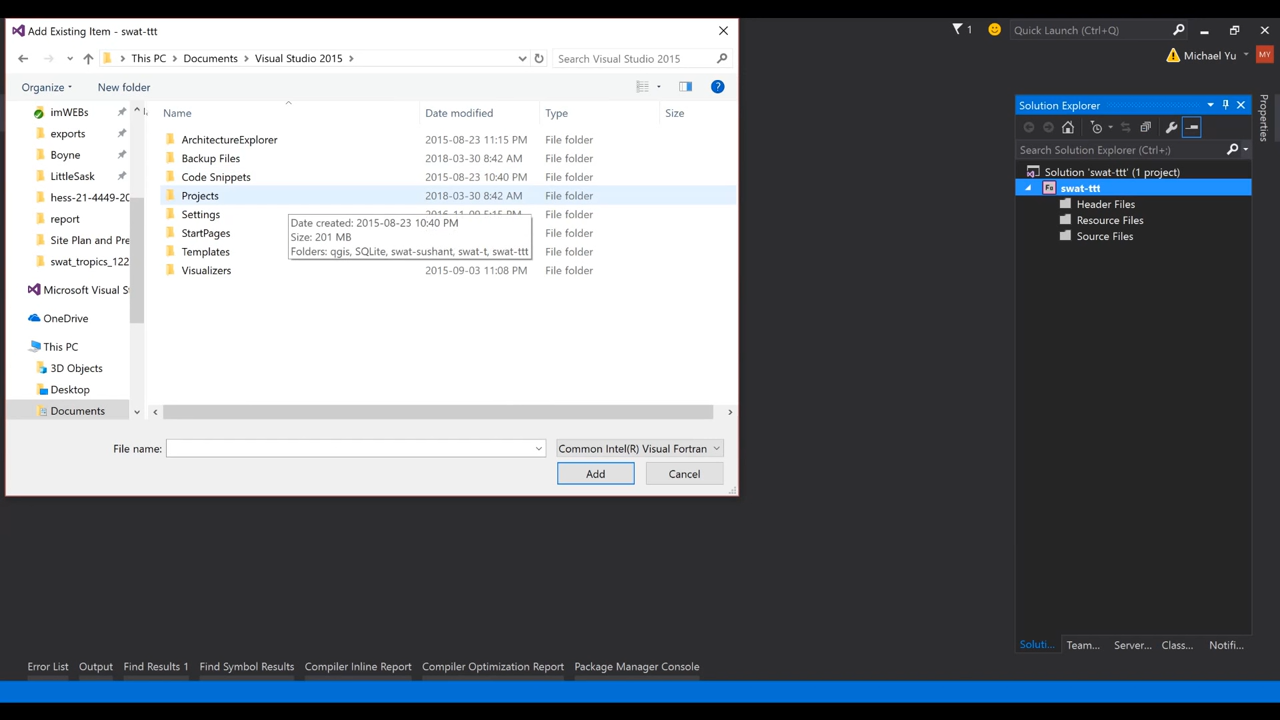 Add Existing Item - swat-ttt
This PC > Documents > Visual Studio 2015 >
Search Visual Studio 2015
Organize
New folder
imWEBs
exports
Boyne
LittleSask
hess-21-4449-20
report
Site Plan and Pre
swat_tropics_122
Microsoft Visual St
OneDrive
This PC
3D Objects
Desktop
Documents
Name Date modified Type Size
ArchitectureExplorer 2015-08-23 11:15 PM File folder
Backup Files 2018-03-30 8:42 AM File folder
Code Snippets 2015-08-23 10:40 PM File folder
Projects 2018-03-30 8:42 AM File folder
Settings 2016-11-09 5:15 PM File folder
StartPages File folder
Templates File folder
Visualizers 2015-09-03 11:08 PM File folder
Date created: 2015-08-23 10:40 PM
Size: 201 MB
Folders: qgis, SQLite, swat-sushant, swat-t, swat-ttt
File name:
Common Intel(R) Visual Fortran
Add
Cancel
1
Quick Launch (Ctrl+Q)
Michael Yu
MY
Solution Explorer
Search Solution Explorer (Ctrl+;)
Solution 'swat-ttt' (1 project)
swat-ttt
Header Files
Resource Files
Source Files
Properties
Soluti... Team... Server... Class... Notifi...
Error List Output Find Results 1 Find Symbol Results Compiler Inline Report Compiler Optimization Report Package Manager Console